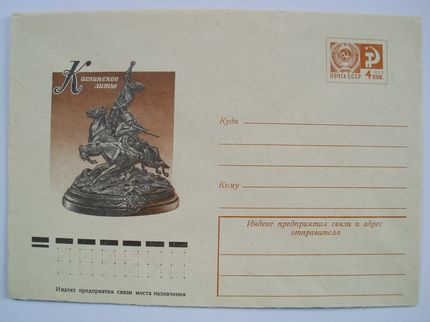 Каслинское
литье
ПОЧТА СССР
4
КОП.
Куда
Кому
Индекс предприятия связи и адрес
отправителя
Индекс предприятия связи места назначения